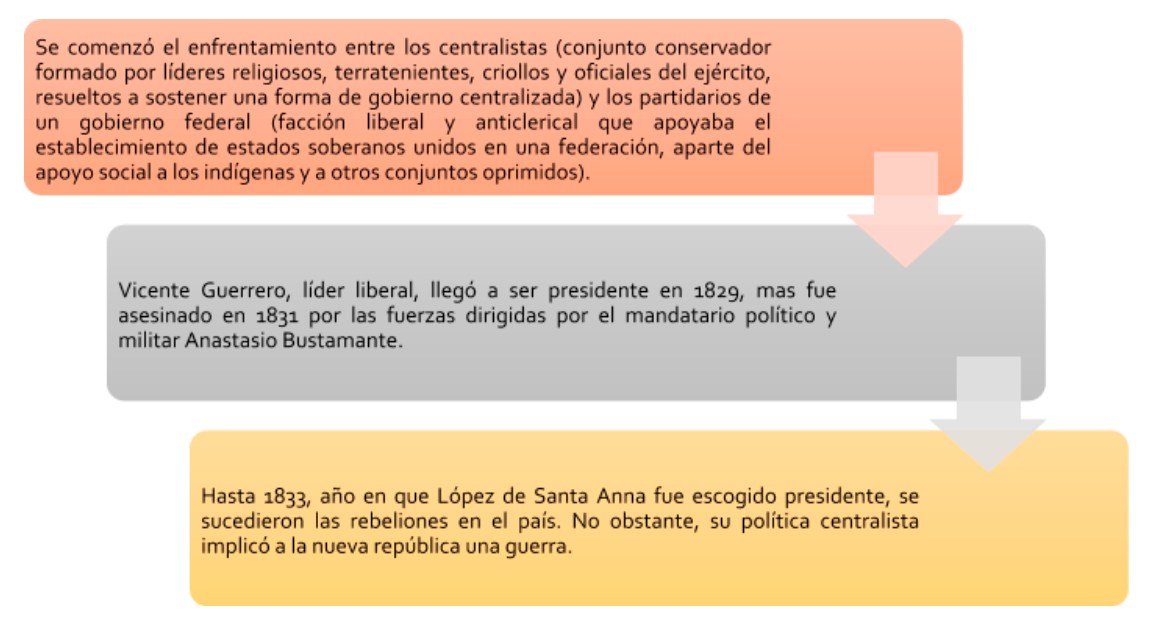 Se comenzó el enfrentamiento entre los centralistas (conjunto conservador
formado por líderes religiosos, terratenientes, criollos y oficiales del ejército,
resueltos a sostener una forma de gobierno centralizada) y los partidarios de
un gobierno federal (facción liberal y anticlerical que apoyaba el
establecimiento de estados soberanos unidos en una federación, aparte del
apoyo social a los indígenas y a otros conjuntos oprimidos).
Vicente Guerrero, líder liberal, llegó a ser presidente en 1829, mas fue
asesinado en 1831 por las fuerzas dirigidas por el mandatario político y
militar Anastasio Bustamante.
Hasta 1833, año en que López de Santa Anna fue escogido presidente, se
sucedieron las rebeliones en el país. No obstante, su política centralista
implicó a la nueva república una guerra.